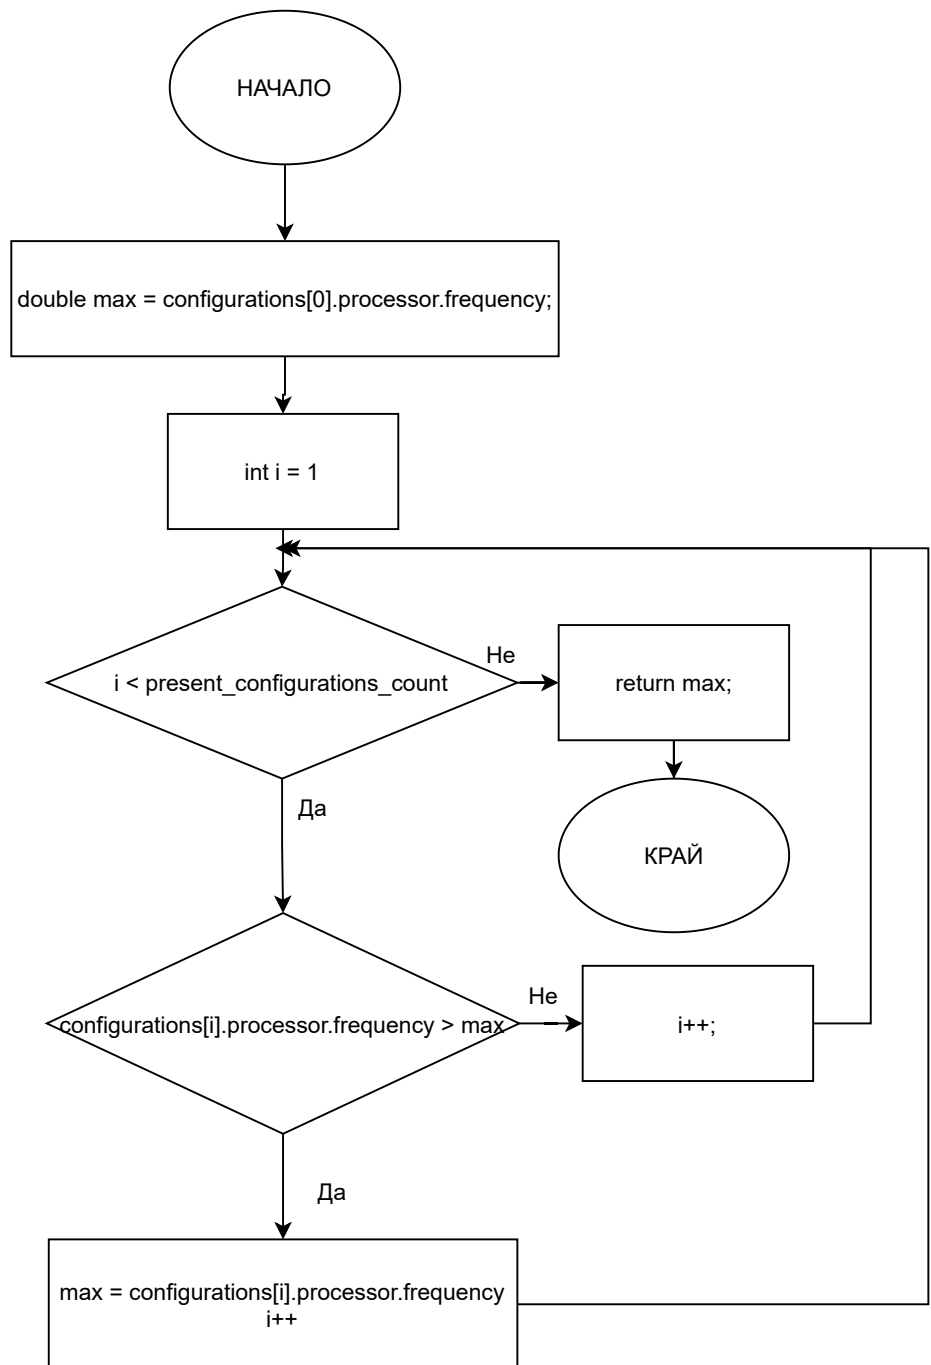 НАЧАЛО
double max = configurations[0].processor.frequency;
int i = 1
i < present_configurations_count
Не
return max;
Да
КРАЙ
configurations[i].processor.frequency > max
Не
i++;
Да
max = configurations[i].processor.frequency
i++